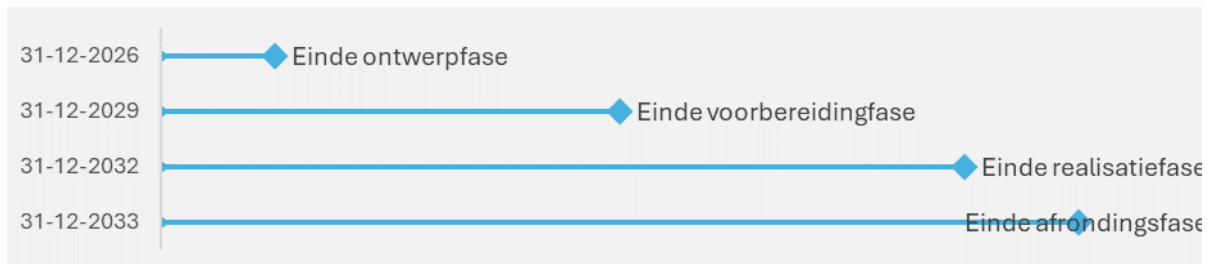 31-12-2026 Einde ontwerpfase
31-12-2029 Einde voorbereidingfase
31-12-2032 Einde realisatiefase
31-12-2033 Einde afrondingsfase